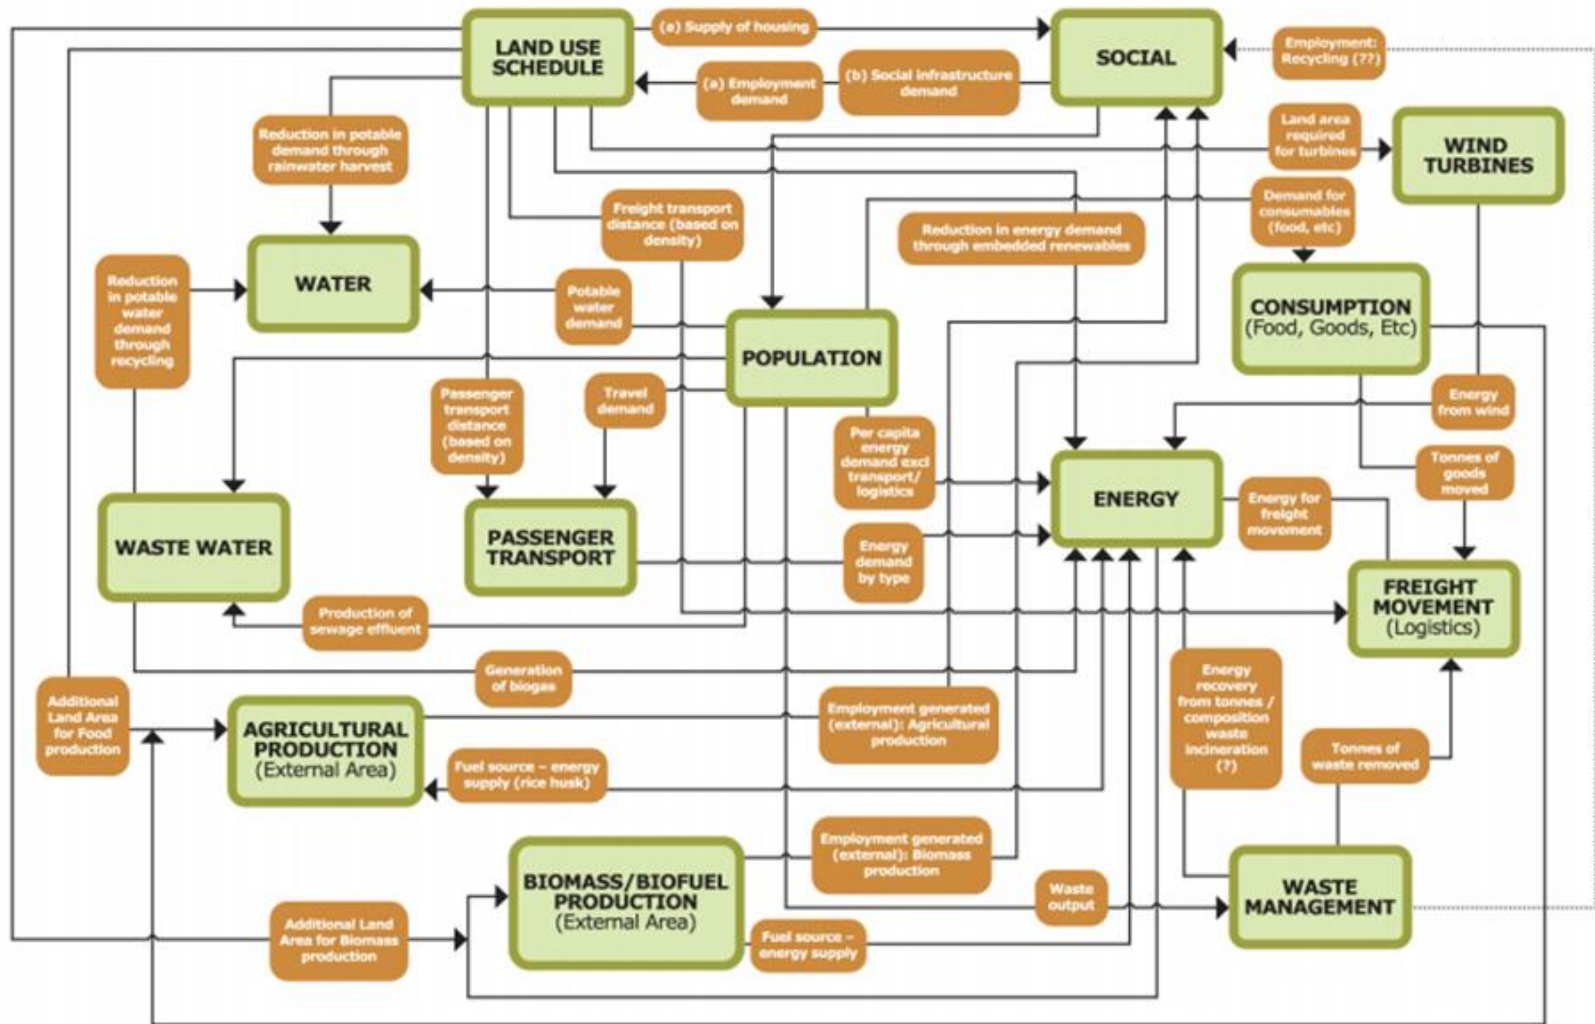 LAND USE
SCHEDULE
(a) Supply of housing
SOCIAL
Employment:
Recycling (??)
(a) Employment
demand
(b) Social infrastructure
demand
Reduction in potable
demand through
rainwater harvest
Land area
required
for turbines
WIND
TURBINES
Freight transport
distance (based on
density)
Reduction in energy demand
through embedded renewables
Demand for
consumables
(food, etc)
Reduction
in potable
water
demand
through
recycling
WATER
Potable
water
demand
CONSUMPTION
(Food, Goods, Etc)
POPULATION
Passenger
transport
distance
(based on
density)
Travel
demand
Per capita
energy
demand excl
transport/
logistics
Energy
from wind
Tonnes of
goods
moved
ENERGY
Energy for
freight
movement
WASTE WATER
PASSENGER
TRANSPORT
Energy
demand
by type
FREIGHT
MOVEMENT
(Logistics)
Production of
sewage effluent
Generation
of biogas
Additional
Land Area
for Food
production
AGRICULTURAL
PRODUCTION
(External Area)
Employment generated
(external): Agricultural
production
Energy
recovery
from tonnes /
composition
waste
incineration
(?)
Tonnes of
waste removed
Fuel source – energy
supply (rice husk)
Employment generated
(external): Biomass
production
BIOMASS/BIOFUEL
PRODUCTION
(External Area)
Waste
output
WASTE
MANAGEMENT
Additional Land
Area for Biomass
production
Fuel source –
energy supply